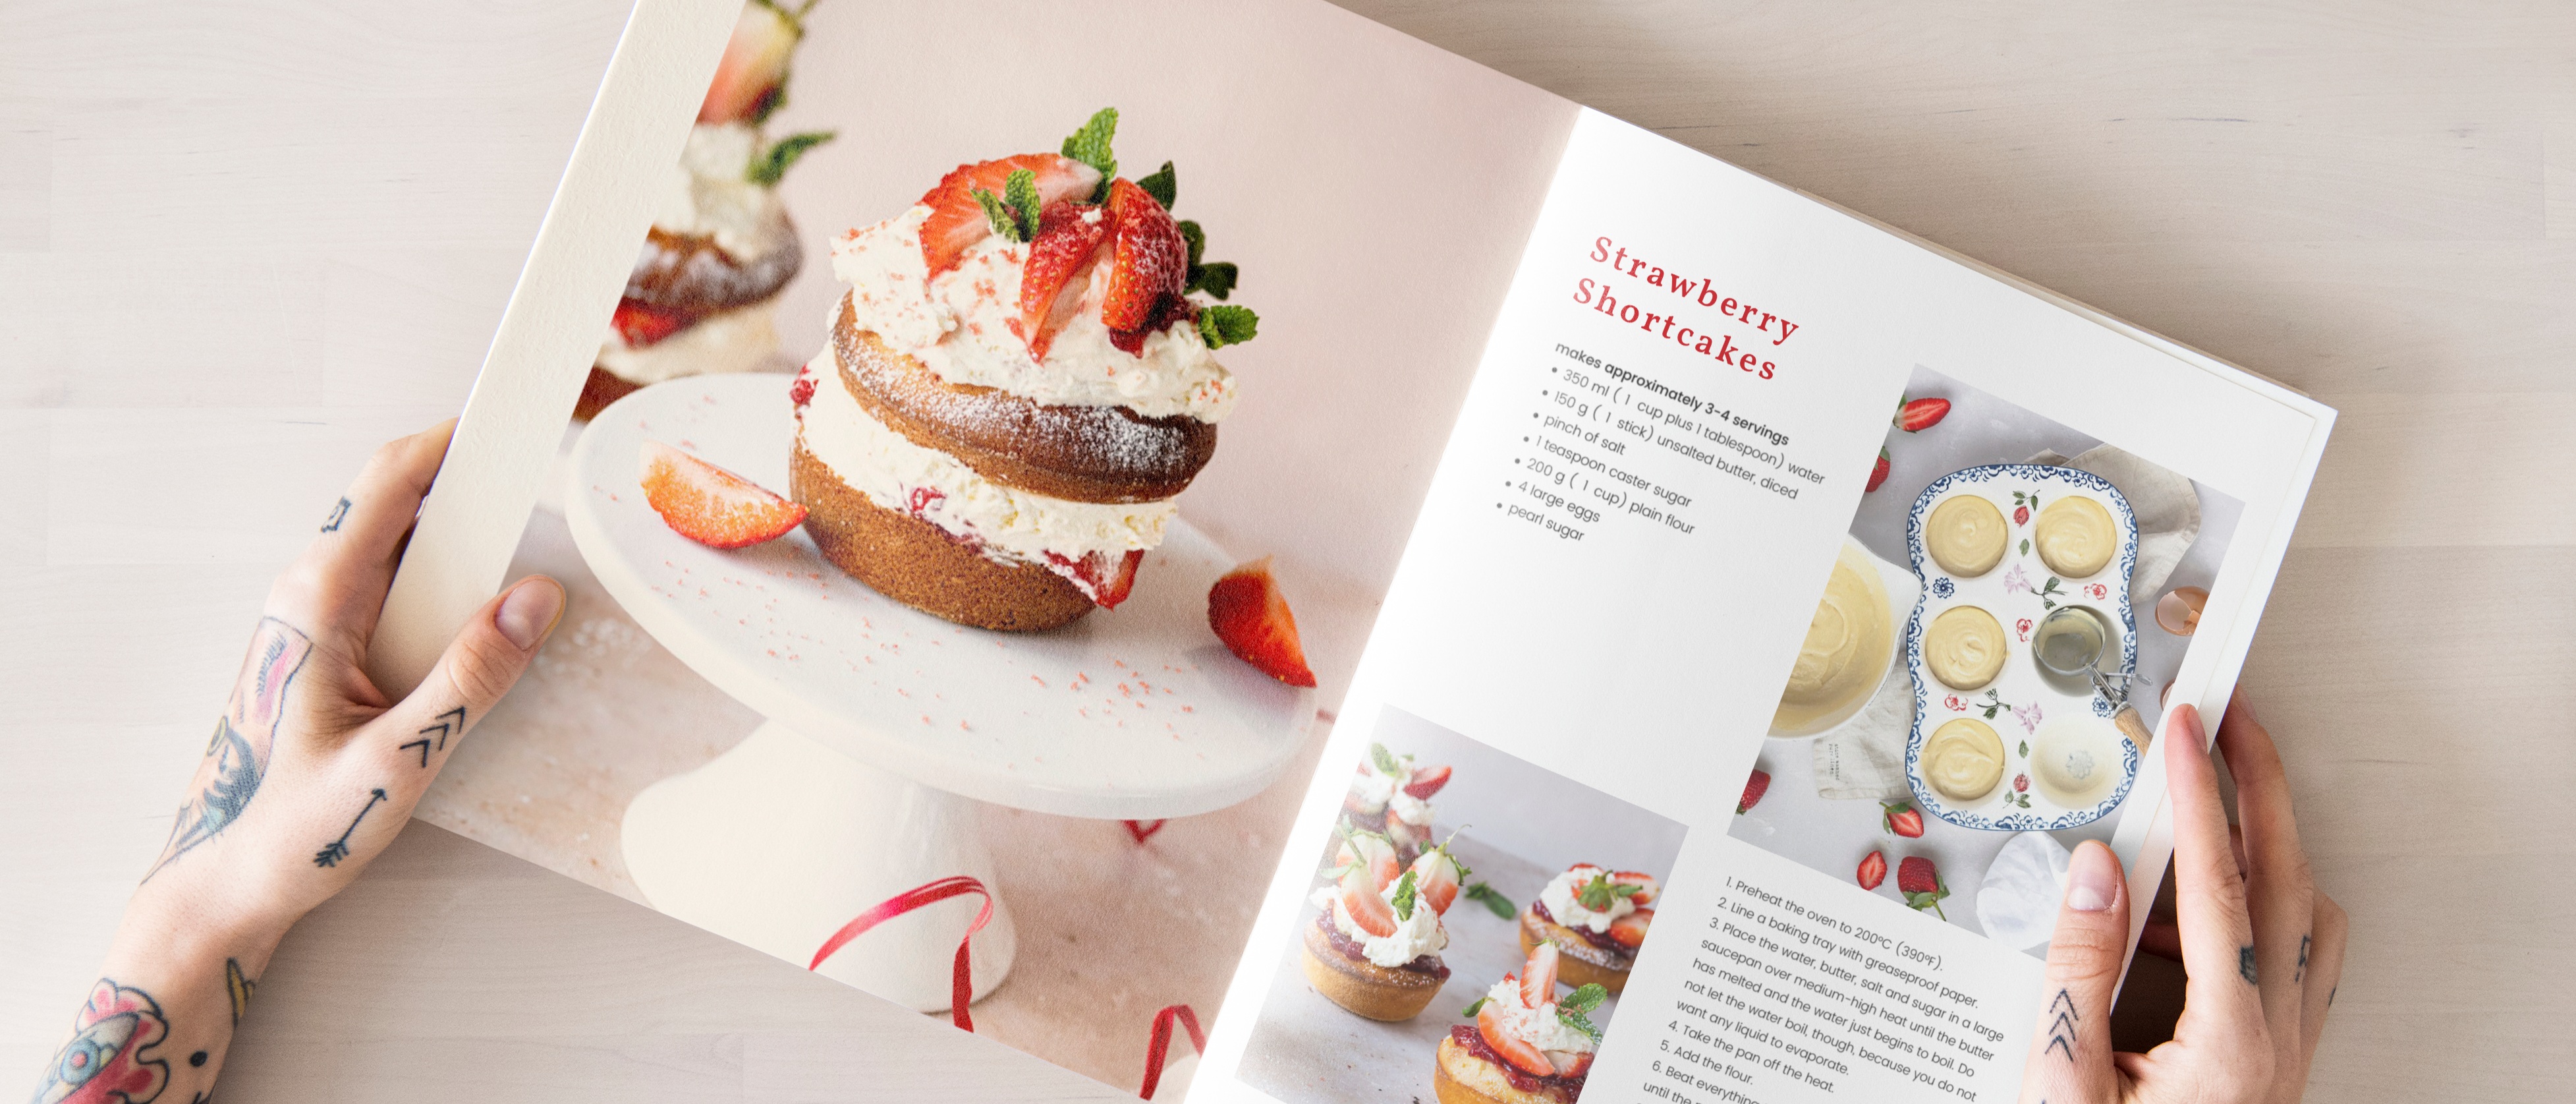 Strawberry
Shortcakes
makes approximately 3-4 servings
• 350 ml ( 1 cup plus 1 tablespoon) water
• 150 g ( 1 stick) unsalted butter, diced
• pinch of salt
• 1 teaspoon caster sugar
• 200 g ( 1 cup) plain flour
• 4 large eggs
• pearl sugar
1. Preheat the oven to 200°C (390°F).
2. Line a baking tray with greaseproof paper.
3. Place the water, butter, salt and sugar in a large
saucepan over medium-high heat until the butter
has melted and the water just begins to boil. Do
not let the water boil, though, because you do not
want any liquid to evaporate.
4. Take the pan off the heat.
5. Add the flour.
6. Beat everything
until the